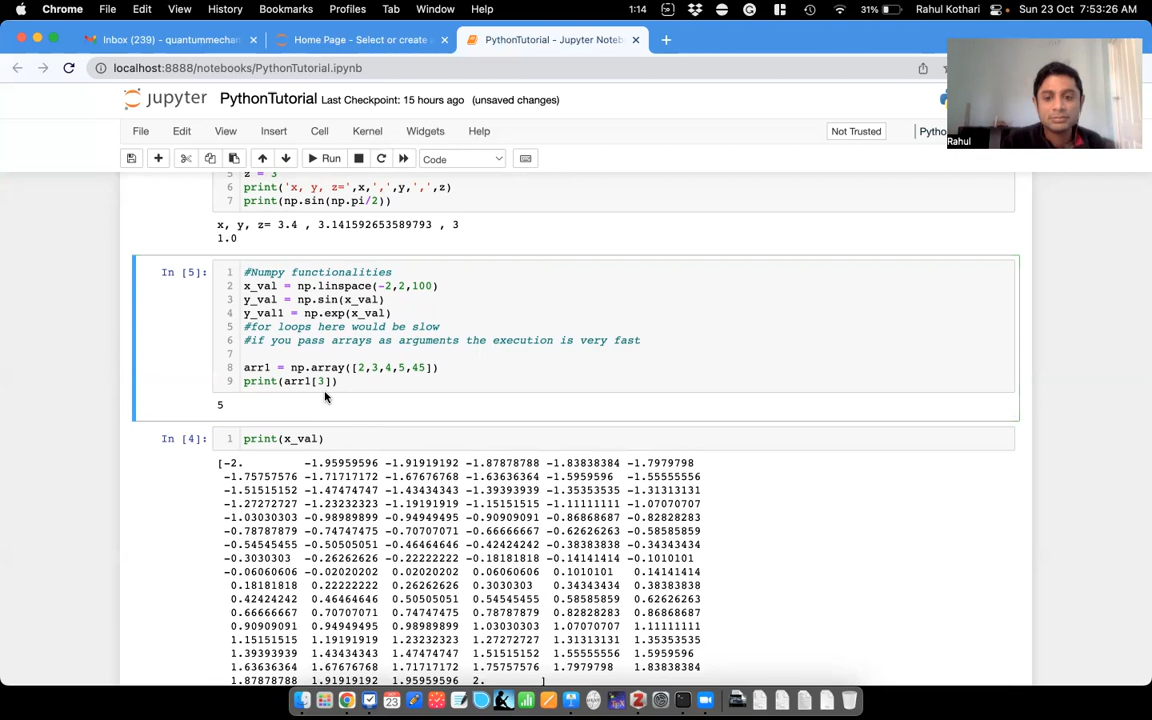 Chrome File Edit View History Bookmarks Profiles Tab Window Help 1:14 31% Rahul Kothari Sun 23 Oct 7:53:26 AM
Inbox (239) - quantummechan Home Page - Select or create a PythonTutorial - Jupyter Noteb
localhost:8888/notebooks/PythonTutorial.ipynb
jupyter PythonTutorial Last Checkpoint: 15 hours ago (unsaved changes)
Rahul
File Edit View Insert Cell Kernel Widgets Help Not Trusted Pytho
Run Code
5 z = 3
6 print('x, y, z=',x,',',y,',',z)
7 print(np.sin(np.pi/2))
x, y, z= 3.4 , 3.141592653589793 , 3
1.0
In [5]: 1 #Numpy functionalities
2 x_val = np.linspace(-2,2,100)
3 y_val = np.sin(x_val)
4 y_val1 = np.exp(x_val)
5 #for loops here would be slow
6 #if you pass arrays as arguments the execution is very fast
7
8 arr1 = np.array([2,3,4,5,45])
9 print(arr1[3])
5
In [4]: 1 print(x_val)
[-2. -1.95959596 -1.91919192 -1.87878788 -1.83838384 -1.7979798
-1.75757576 -1.71717172 -1.67676768 -1.63636364 -1.5959596 -1.55555556
-1.51515152 -1.47474747 -1.43434343 -1.39393939 -1.35353535 -1.31313131
-1.27272727 -1.23232323 -1.19191919 -1.15151515 -1.11111111 -1.07070707
-1.03030303 -0.98989899 -0.94949495 -0.90909091 -0.86868687 -0.82828283
-0.78787879 -0.74747475 -0.70707071 -0.66666667 -0.62626263 -0.58585859
-0.54545455 -0.50505051 -0.46464646 -0.42424242 -0.38383838 -0.34343434
-0.3030303 -0.26262626 -0.22222222 -0.18181818 -0.14141414 -0.1010101
-0.06060606 -0.02020202 0.02020202 0.06060606 0.1010101 0.14141414
0.18181818 0.22222222 0.26262626 0.3030303 0.34343434 0.38383838
0.42424242 0.46464646 0.50505051 0.54545455 0.58585859 0.62626263
0.66666667 0.70707071 0.74747475 0.78787879 0.82828283 0.86868687
0.90909091 0.94949495 0.98989899 1.03030303 1.07070707 1.11111111
1.15151515 1.19191919 1.23232323 1.27272727 1.31313131 1.35353535
1.39393939 1.43434343 1.47474747 1.51515152 1.55555556 1.5959596
1.63636364 1.67676768 1.71717172 1.75757576 1.7979798 1.83838384
1.87878788 1.91919192 1.95959596 2. ]